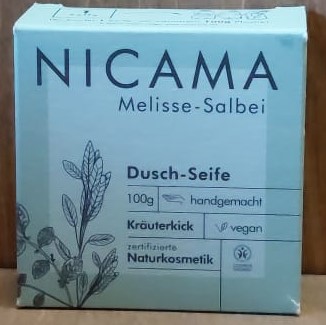 NICAMA
Melisse-Salbei
Dusch-Seife
100g handgemacht
Kräuterkick vegan
zertifizierte
Naturkosmetik